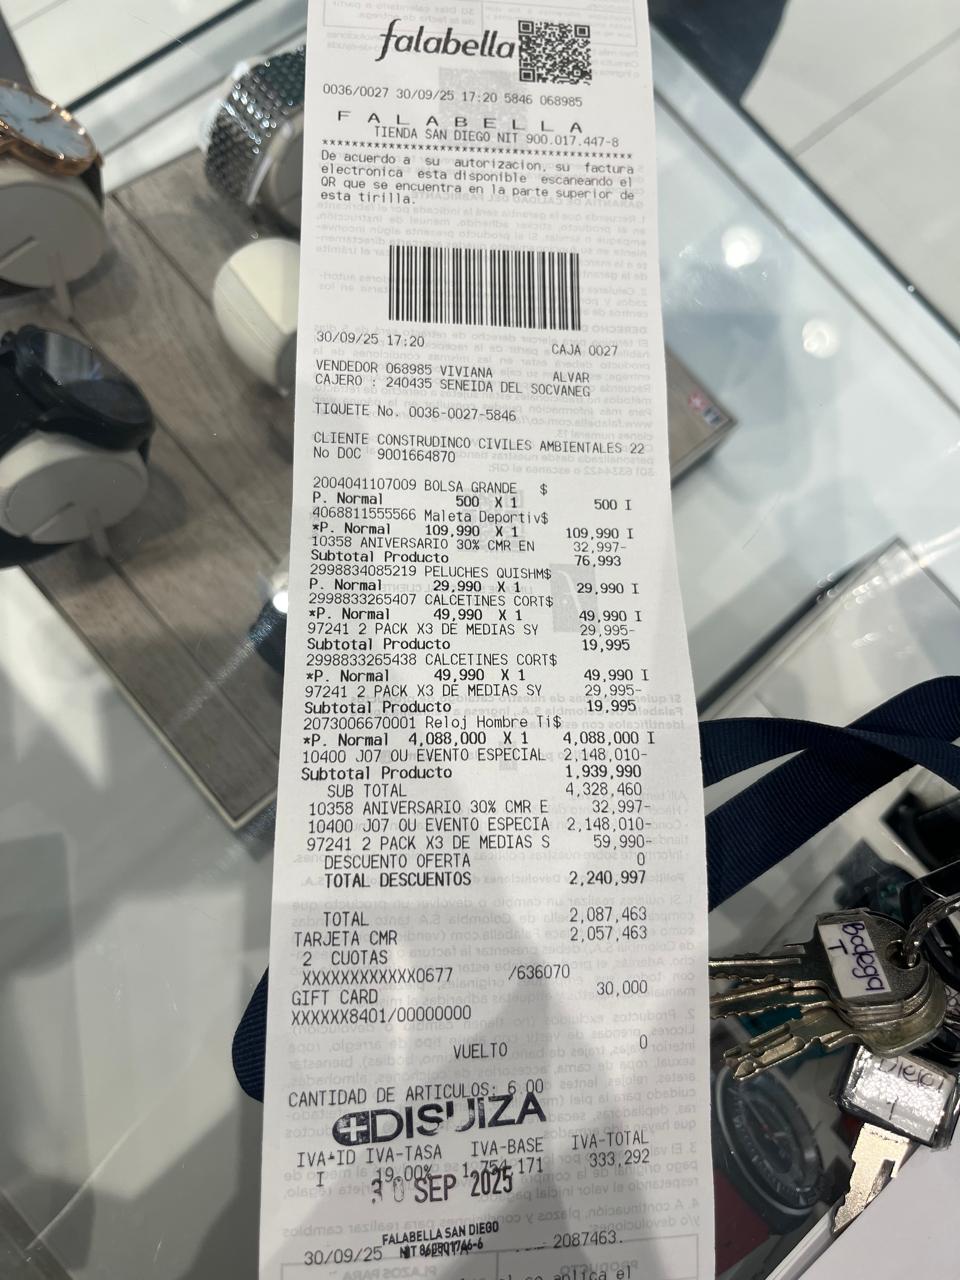 falabella
0036/0027 30/09/25 17:20 5846 068985
F A L A B E L L A
TIENDA SAN DIEGO NIT 900.017.447-8
************************************************
De acuerdo a su autorizacion, su factura
electronica esta disponible escaneando el
QR que se encuentra en la parte superior de
esta tirilla.
30/09/25 17:20 CAJA 0027
VENDEDOR 068985 VIVIANA ALVAR
CAJERO : 240435 SENEIDA DEL SOCVANEG
TIQUETE No. 0036-0027-5846
CLIENTE CONSTRUDINCO CIVILES AMBIENTALES 22
No DOC 9001664870
2004041107009 BOLSA GRANDE $
P. Normal 500 X 1 500 I
4068811555566 Maleta Deportiv$
*P. Normal 109,990 X 1 109,990 I
10358 ANIVERSARIO 30% CMR EN 32,997-
Subtotal Producto 76,993
2998834085219 PELUCHES QUISHM$
P. Normal 29,990 X 1 29,990 I
2998833265407 CALCETINES CORT$
*P. Normal 49,990 X 1 49,990 I
97241 2 PACK X3 DE MEDIAS SY 29,995-
Subtotal Producto 19,995
2998833265438 CALCETINES CORT$
*P. Normal 49,990 X 1 49,990 I
97241 2 PACK X3 DE MEDIAS SY 29,995-
Subtotal Producto 19,995
2073006670001 Reloj Hombre Ti$
*P. Normal 4,088,000 X 1 4,088,000 I
10400 J07 OU EVENTO ESPECIAL 2,148,010-
Subtotal Producto 1,939,990
SUB TOTAL 4,328,460
10358 ANIVERSARIO 30% CMR E 32,997-
10400 J07 OU EVENTO ESPECIA 2,148,010-
97241 2 PACK X3 DE MEDIAS S 59,990-
DESCUENTO OFERTA 0
TOTAL DESCUENTOS 2,240,997
TOTAL 2,087,463
TARJETA CMR 2,057,463
2 CUOTAS
XXXXXXXXXXXX0677 /636070
GIFT CARD 30,000
XXXXXX8401/00000000
VUELTO 0
CANTIDAD DE ARTICULOS: 6.00
DISUIZA
IVA-ID IVA-TASA IVA-BASE IVA-TOTAL
I 19.00% 1,754,171 333,292
30 SEP 2025
FALABELLA SAN DIEGO
30/09/25 NIT 2087463.
Bodega
T